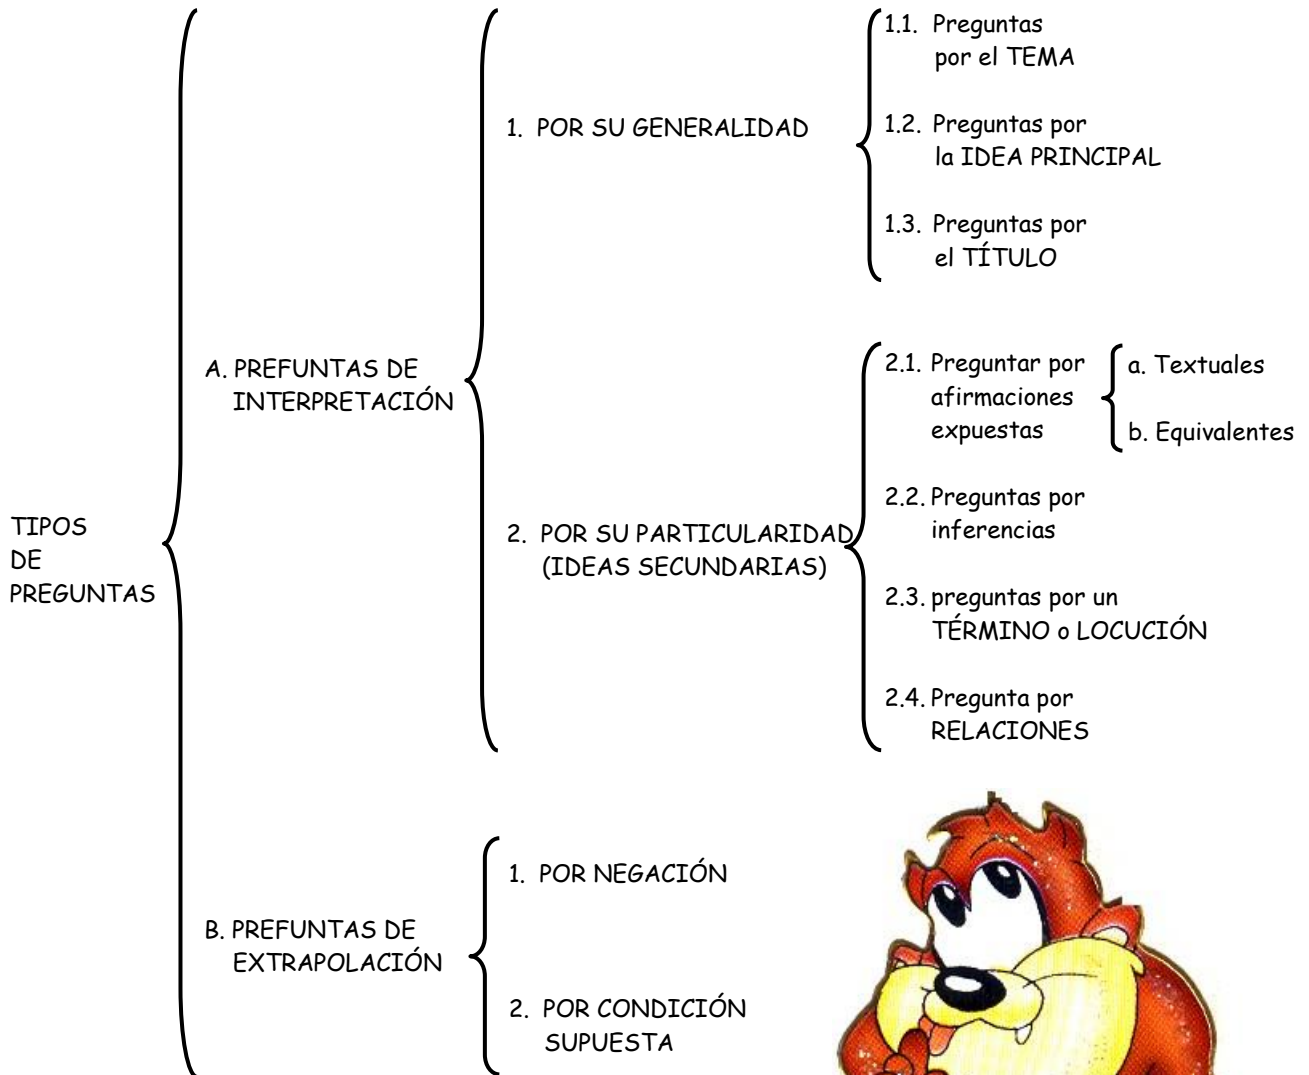 TIPOS
DE
PREGUNTAS
A. PREFUNTAS DE
INTERPRETACIÓN
1. POR SU GENERALIDAD
1.1. Preguntas
por el TEMA
1.2. Preguntas por
la IDEA PRINCIPAL
1.3. Preguntas por
el TÍTULO
2. POR SU PARTICULARIDAD
(IDEAS SECUNDARIAS)
2.1. Preguntar por
afirmaciones
expuestas
a. Textuales
b. Equivalentes
2.2. Preguntas por
inferencias
2.3. preguntas por un
TÉRMINO o LOCUCIÓN
2.4. Pregunta por
RELACIONES
B. PREFUNTAS DE
EXTRAPOLACIÓN
1. POR NEGACIÓN
2. POR CONDICIÓN
SUPUESTA